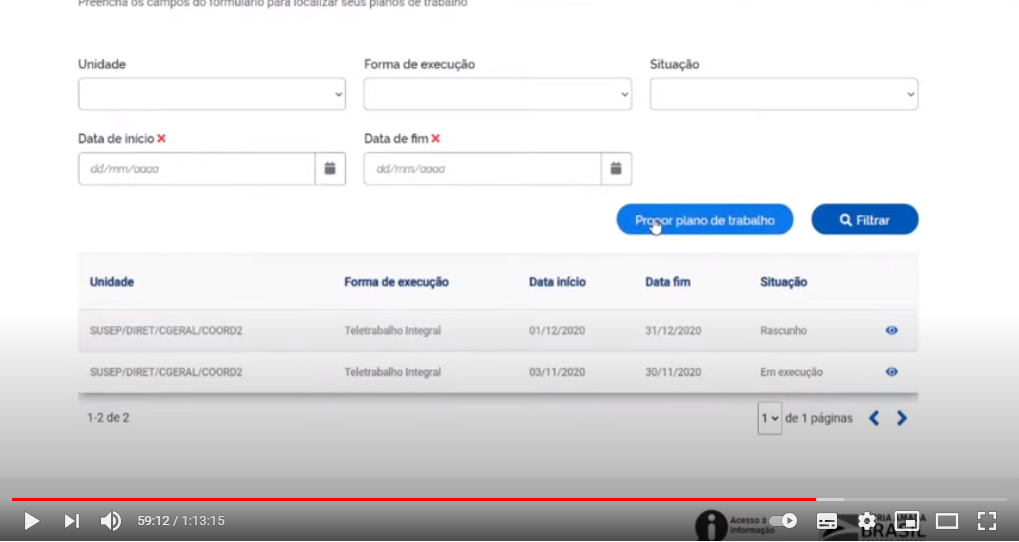 Preencha os campos do formulário para localizar seus planos de trabalho
Unidade
Forma de execução
Situação
Data de início
Data de fim
dd/mm/aaaa
dd/mm/aaaa
Propor plano de trabalho
Filtrar
Unidade Forma de execução Data início Data fim Situação
SUSEP/DIRET/CGERAL/COORD2 Teletrabalho Integral 01/12/2020 31/12/2020 Rascunho
SUSEP/DIRET/CGERAL/COORD2 Teletrabalho Integral 03/11/2020 30/11/2020 Em execução
1-2 de 2
1 de 1 páginas
59:12 / 1:13:15
Acesso à
Informação
BRASIL